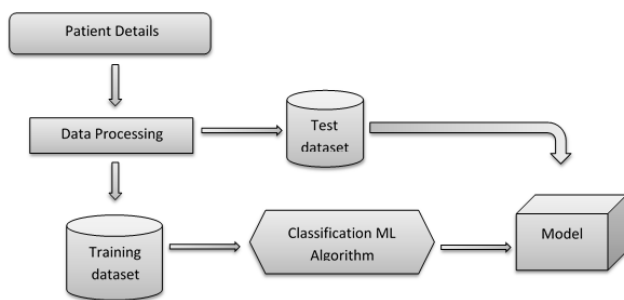 Patient Details
Data Processing
Test
dataset
Training
dataset
Classification ML
Algorithm
Model